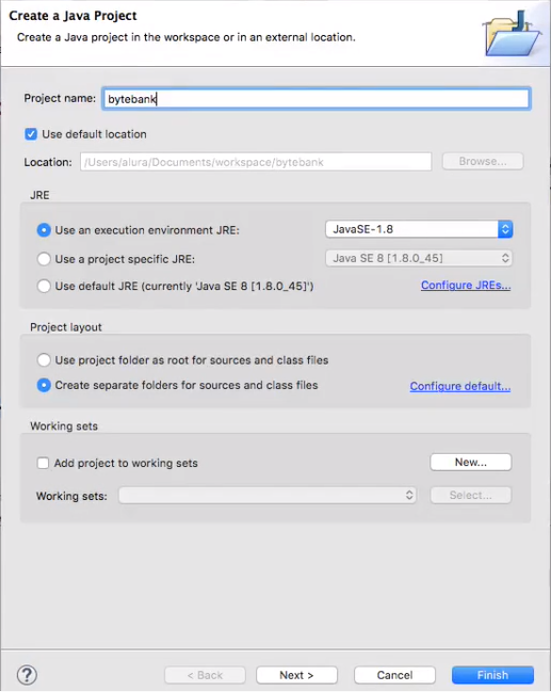 Create a Java Project
Create a Java project in the workspace or in an external location.
Project name: bytebank
Use default location
Location: /Users/alura/Documents/workspace/bytebank Browse...
JRE
Use an execution environment JRE: JavaSE-1.8
Use a project specific JRE: Java SE 8 [1.8.0_45]
Use default JRE (currently 'Java SE 8 [1.8.0_45]') Configure JREs...
Project layout
Use project folder as root for sources and class files
Create separate folders for sources and class files Configure default...
Working sets
Add project to working sets New...
Working sets: Select...
? < Back Next > Cancel Finish